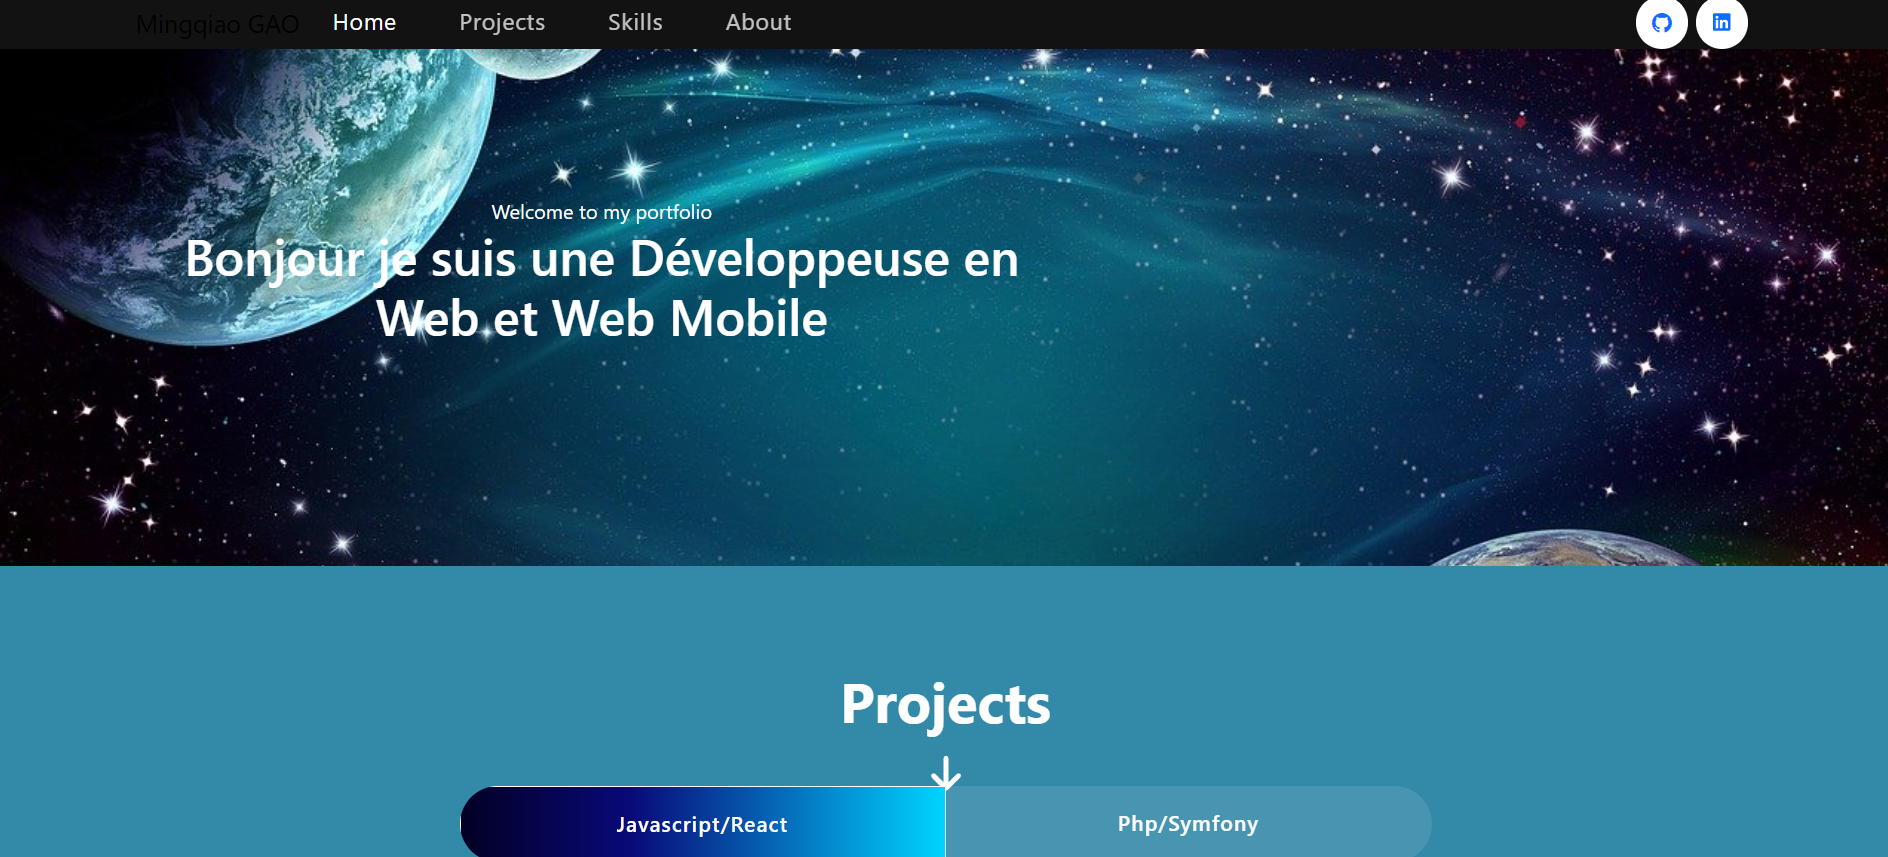 Mingqiao GAO Home Projects Skills About
Welcome to my portfolio
Bonjour je suis une Développeuse en
Web et Web Mobile
Projects
Javascript/React Php/Symfony